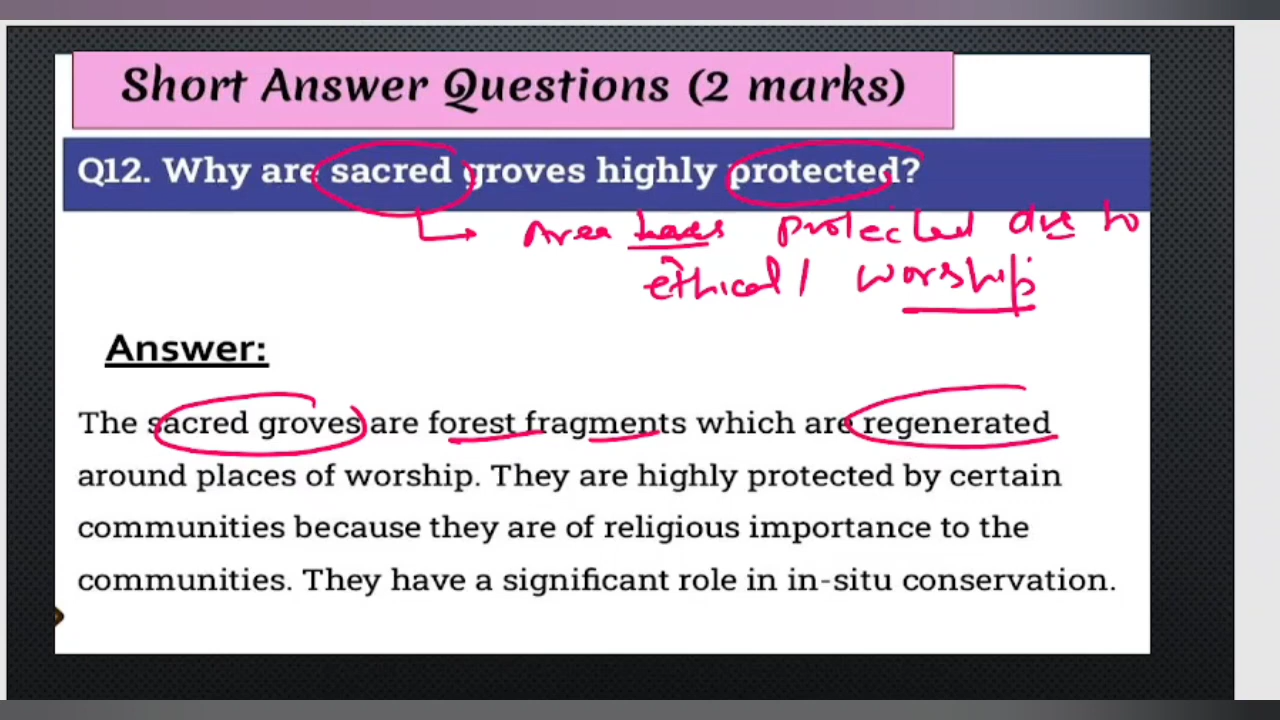 Short Answer Questions (2 marks)
Q12. Why are sacred groves highly protected?
Area protected due to
ethical / worship
Answer:
The sacred groves are forest fragments which are regenerated
around places of worship. They are highly protected by certain
communities because they are of religious importance to the
communities. They have a significant role in in-situ conservation.